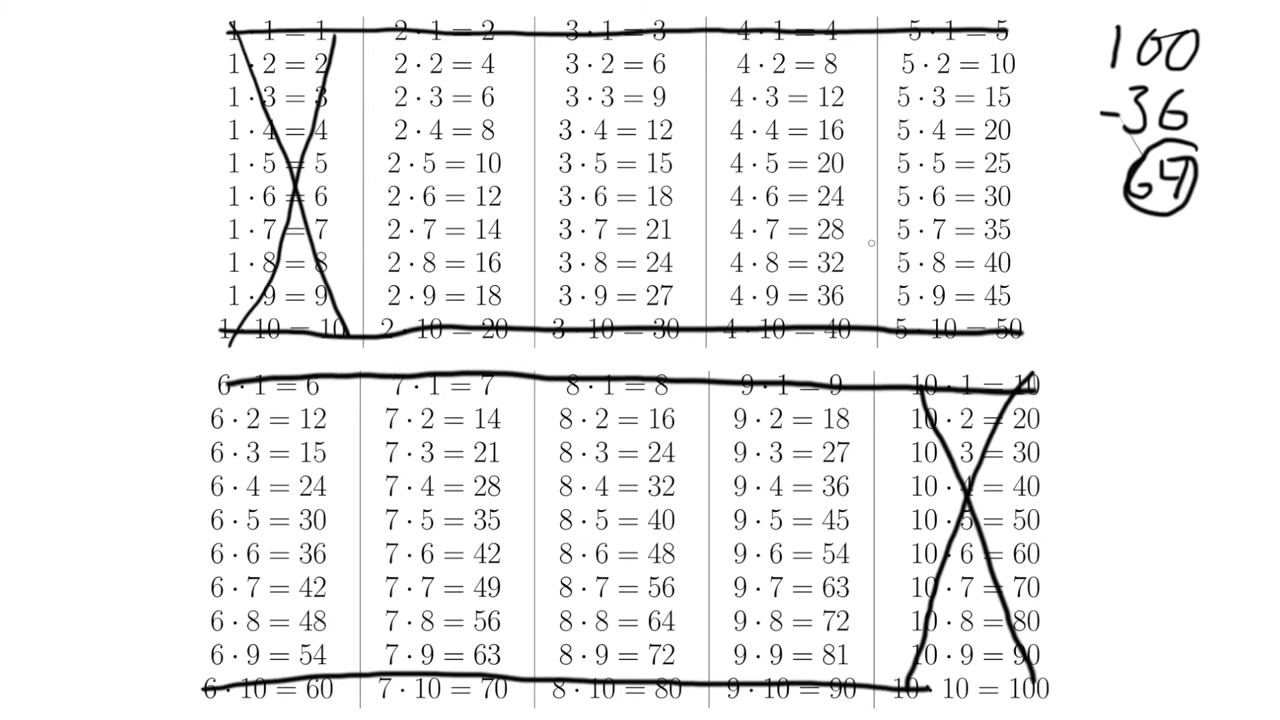 1 · 1 = 1 2 · 1 = 2 3 · 1 = 3 4 · 1 = 4 5 · 1 = 5
1 · 2 = 2 2 · 2 = 4 3 · 2 = 6 4 · 2 = 8 5 · 2 = 10
1 · 3 = 3 2 · 3 = 6 3 · 3 = 9 4 · 3 = 12 5 · 3 = 15
1 · 4 = 4 2 · 4 = 8 3 · 4 = 12 4 · 4 = 16 5 · 4 = 20
1 · 5 = 5 2 · 5 = 10 3 · 5 = 15 4 · 5 = 20 5 · 5 = 25
1 · 6 = 6 2 · 6 = 12 3 · 6 = 18 4 · 6 = 24 5 · 6 = 30
1 · 7 = 7 2 · 7 = 14 3 · 7 = 21 4 · 7 = 28 5 · 7 = 35
1 · 8 = 8 2 · 8 = 16 3 · 8 = 24 4 · 8 = 32 5 · 8 = 40
1 · 9 = 9 2 · 9 = 18 3 · 9 = 27 4 · 9 = 36 5 · 9 = 45
1 · 10 = 10 2 · 10 = 20 3 · 10 = 30 4 · 10 = 40 5 · 10 = 50
6 · 1 = 6 7 · 1 = 7 8 · 1 = 8 9 · 1 = 9 10 · 1 = 10
6 · 2 = 12 7 · 2 = 14 8 · 2 = 16 9 · 2 = 18 10 · 2 = 20
6 · 3 = 15 7 · 3 = 21 8 · 3 = 24 9 · 3 = 27 10 · 3 = 30
6 · 4 = 24 7 · 4 = 28 8 · 4 = 32 9 · 4 = 36 10 · 4 = 40
6 · 5 = 30 7 · 5 = 35 8 · 5 = 40 9 · 5 = 45 10 · 5 = 50
6 · 6 = 36 7 · 6 = 42 8 · 6 = 48 9 · 6 = 54 10 · 6 = 60
6 · 7 = 42 7 · 7 = 49 8 · 7 = 56 9 · 7 = 63 10 · 7 = 70
6 · 8 = 48 7 · 8 = 56 8 · 8 = 64 9 · 8 = 72 10 · 8 = 80
6 · 9 = 54 7 · 9 = 63 8 · 9 = 72 9 · 9 = 81 10 · 9 = 90
6 · 10 = 60 7 · 10 = 70 8 · 10 = 80 9 · 10 = 90 10 · 10 = 100
100
-36
64